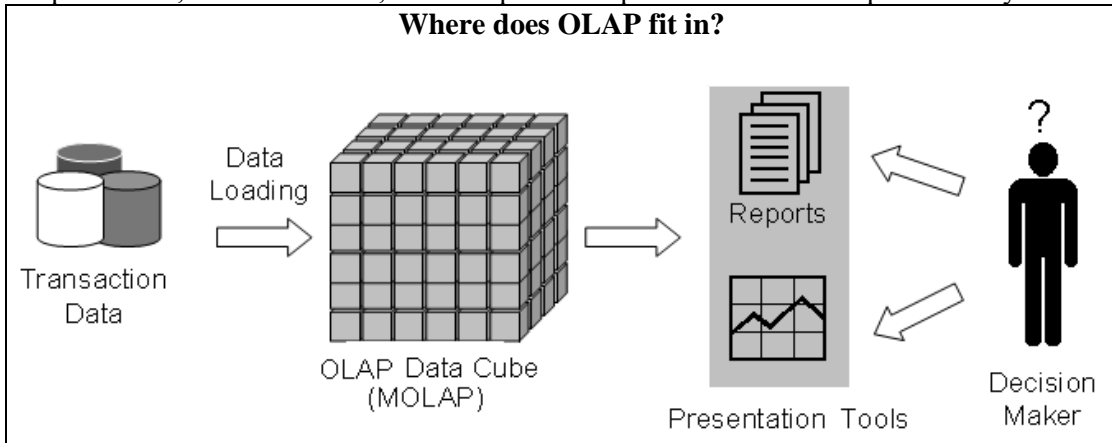 Where does OLAP fit in?
Data
Loading
Transaction
Data
OLAP Data Cube
(MOLAP)
Reports
Presentation Tools
?
Decision
Maker